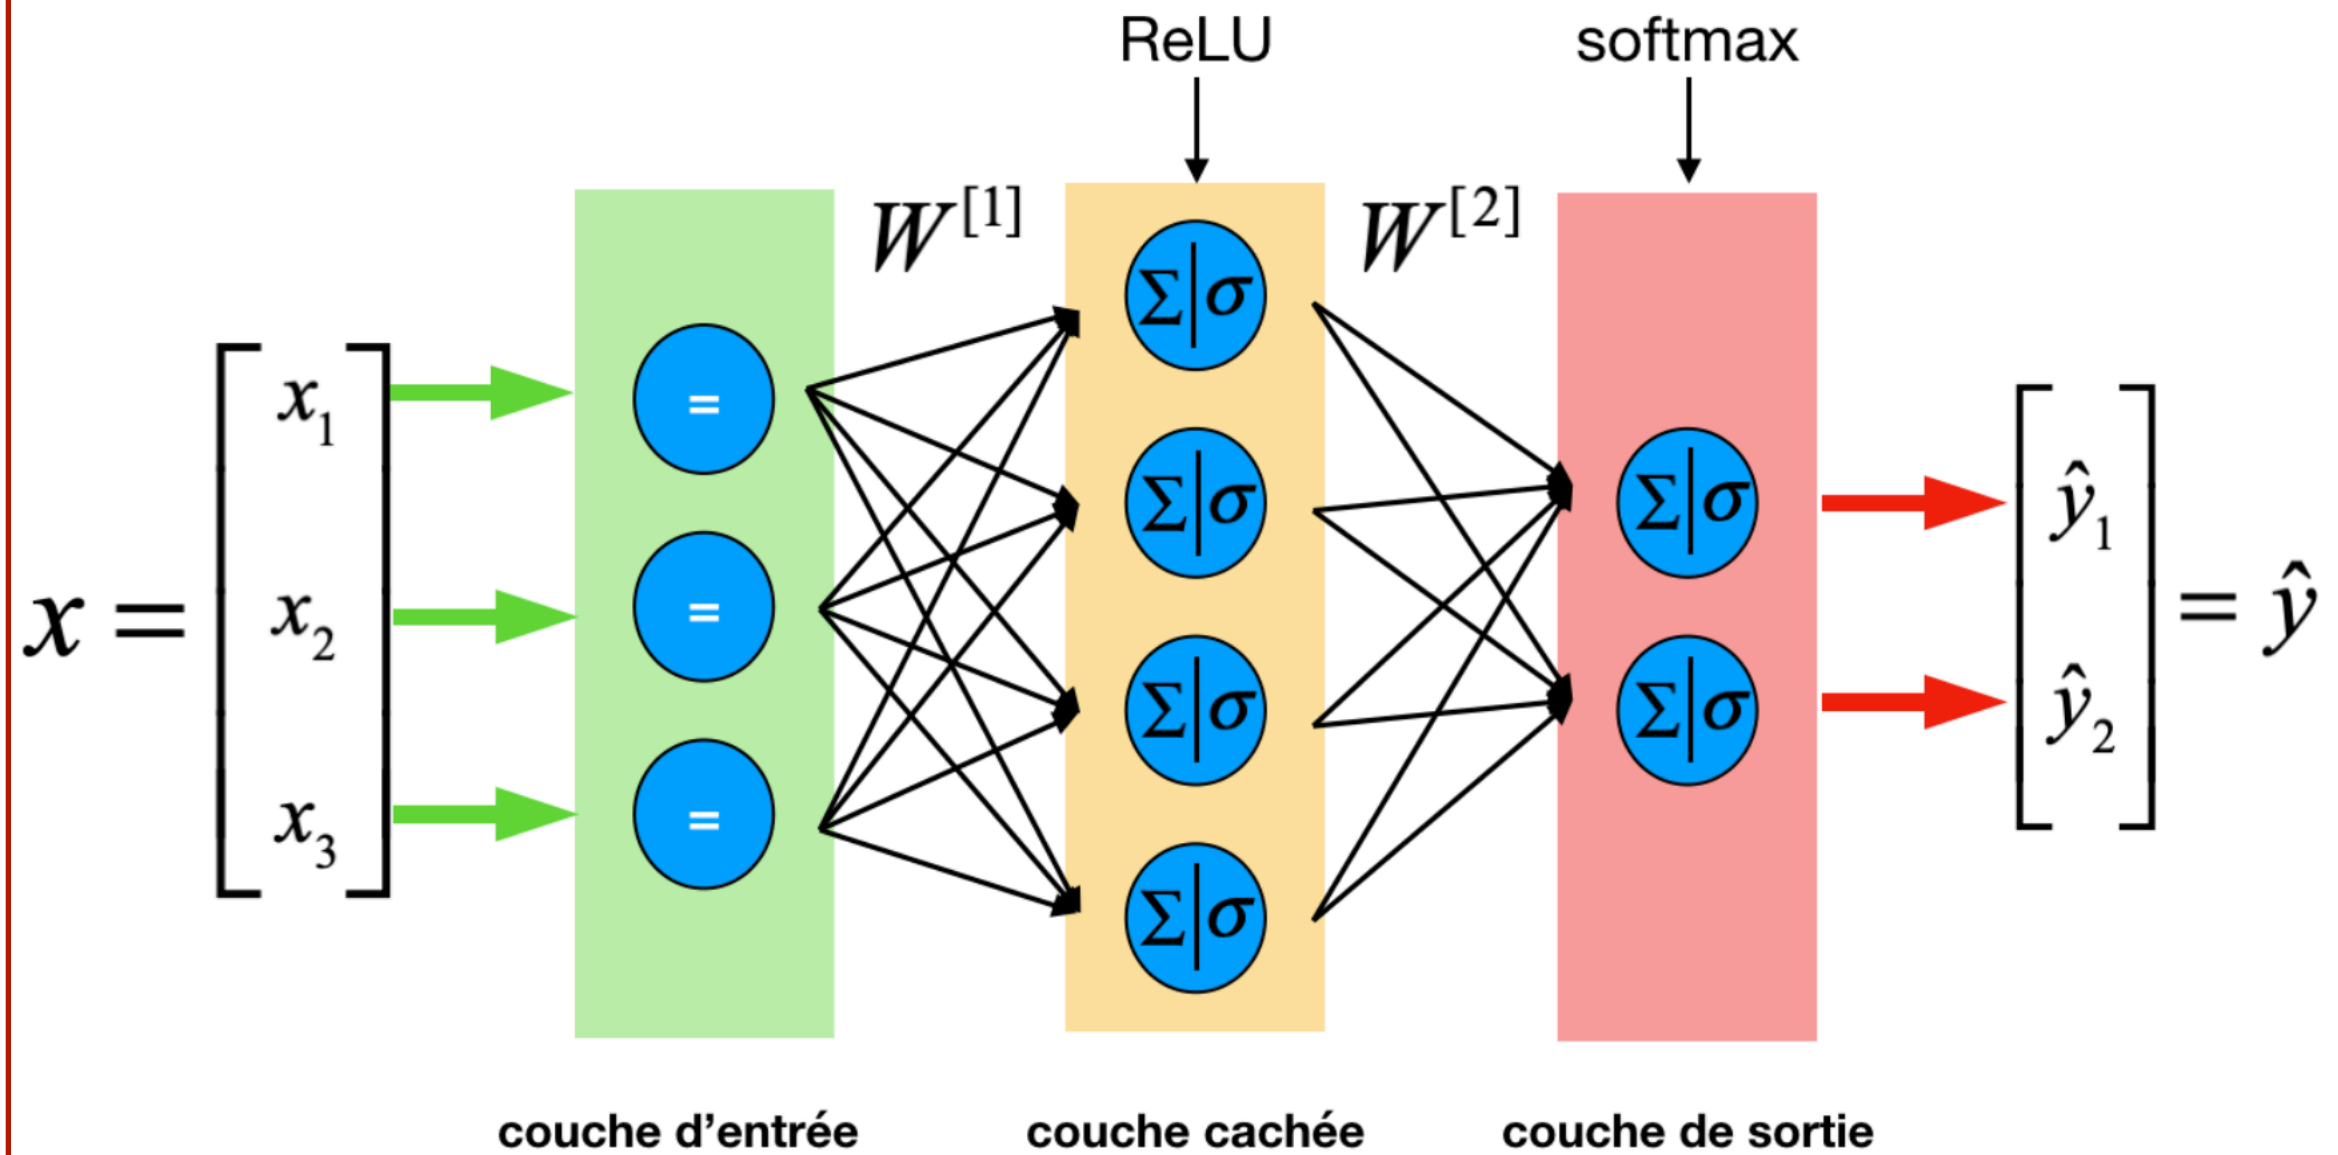 ReLU
softmax
W[1]
W[2]
x =
x1
x2
x3
=
=
=
Σ|σ
Σ|σ
Σ|σ
Σ|σ
Σ|σ
Σ|σ
ŷ1
ŷ2
= ŷ
couche d’entrée
couche cachée
couche de sortie